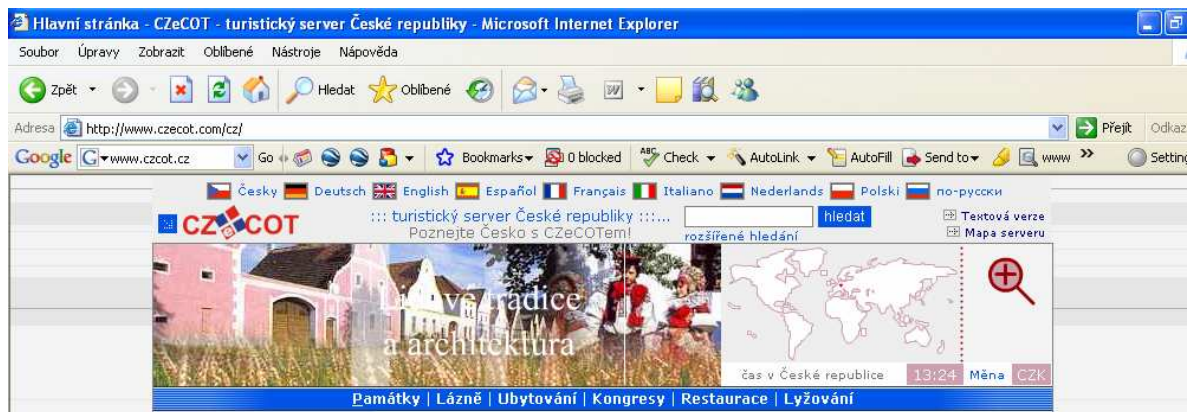 Hlavní stránka - CZeCOT - turistický server České republiky - Microsoft Internet Explorer
Soubor Úpravy Zobrazit Oblíbené Nástroje Nápověda
Zpět Hledat Oblíbené W
Adresa http://www.czecot.com/cz/ Přejít Odkaz
Google G www.czcot.cz Go Bookmarks 0 blocked ABC Check AutoLink AutoFill Send to www Setting
Česky Deutsch English Español Français Italiano Nederlands Polski по-русски
CZeCOT ::: turistický server České republiky :::... hledat Textová verze
Poznejte Česko s CZeCOTem! rozšířené hledání Mapa serveru
Lidové tradice
a architektura
čas v České republice 13:24 Měna CZK
Památky | Lázně | Ubytování | Kongresy | Restaurace | Lyžování